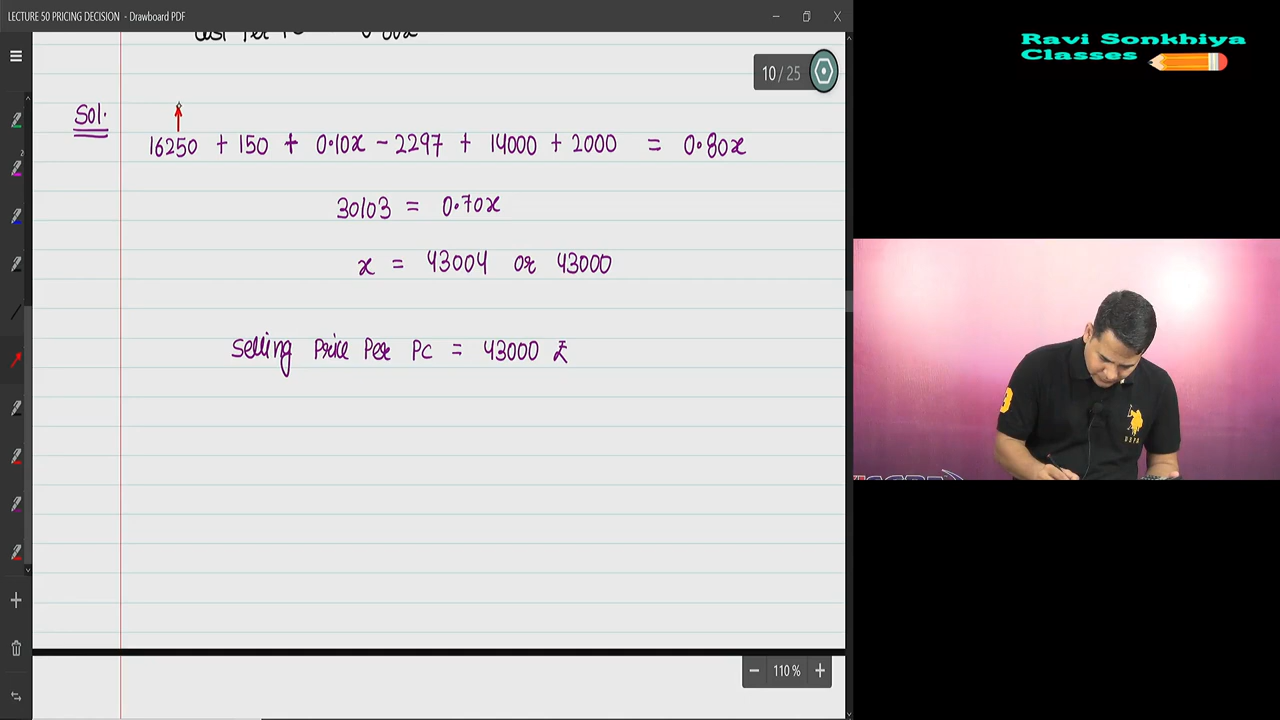 LECTURE 50 PRICING DECISION - Drawboard PDF
Ravi Sonkhiya
Classes
10 / 25
Sol.
16250 + 150 + 0.10x - 2297 + 14000 + 2000 = 0.80x
30103 = 0.70x
x = 43004 or 43000
Selling Price Per PC = 43000 ₹
110 %